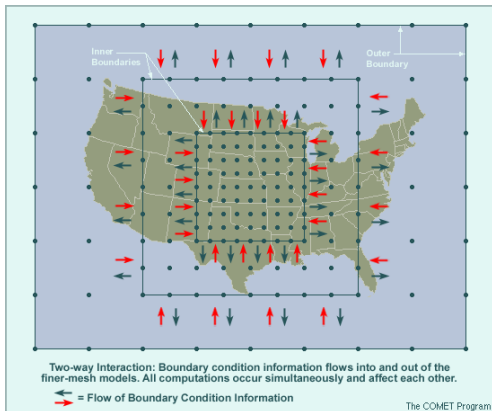 Inner
Boundaries
Outer
Boundary
Two-way Interaction: Boundary condition information flows into and out of the
finer-mesh models. All computations occur simultaneously and affect each other.
= Flow of Boundary Condition Information
The COMET Program